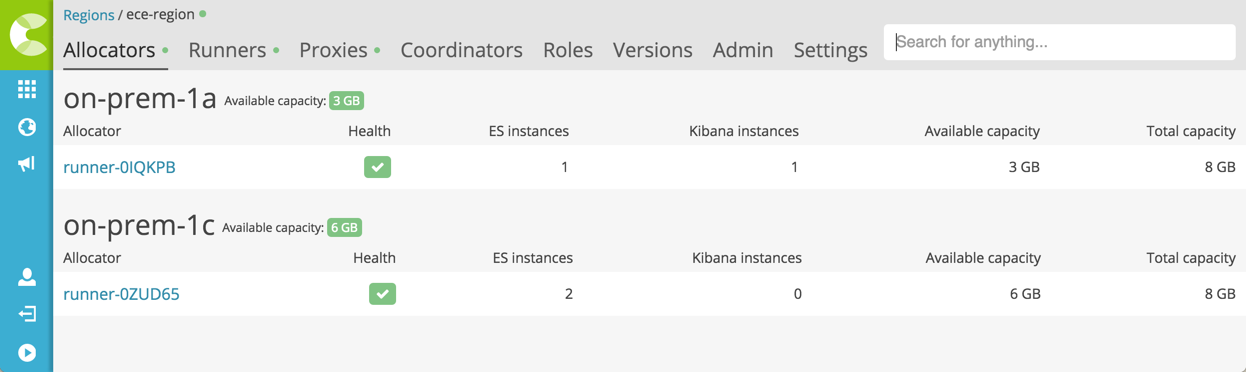 Regions / ece-region
Allocators Runners Proxies Coordinators Roles Versions Admin Settings Search for anything...
on-prem-1a Available capacity: 3 GB
Allocator Health ES instances Kibana instances Available capacity Total capacity
runner-0IQKPB 1 1 3 GB 8 GB
on-prem-1c Available capacity: 6 GB
Allocator Health ES instances Kibana instances Available capacity Total capacity
runner-0ZUD65 2 0 6 GB 8 GB